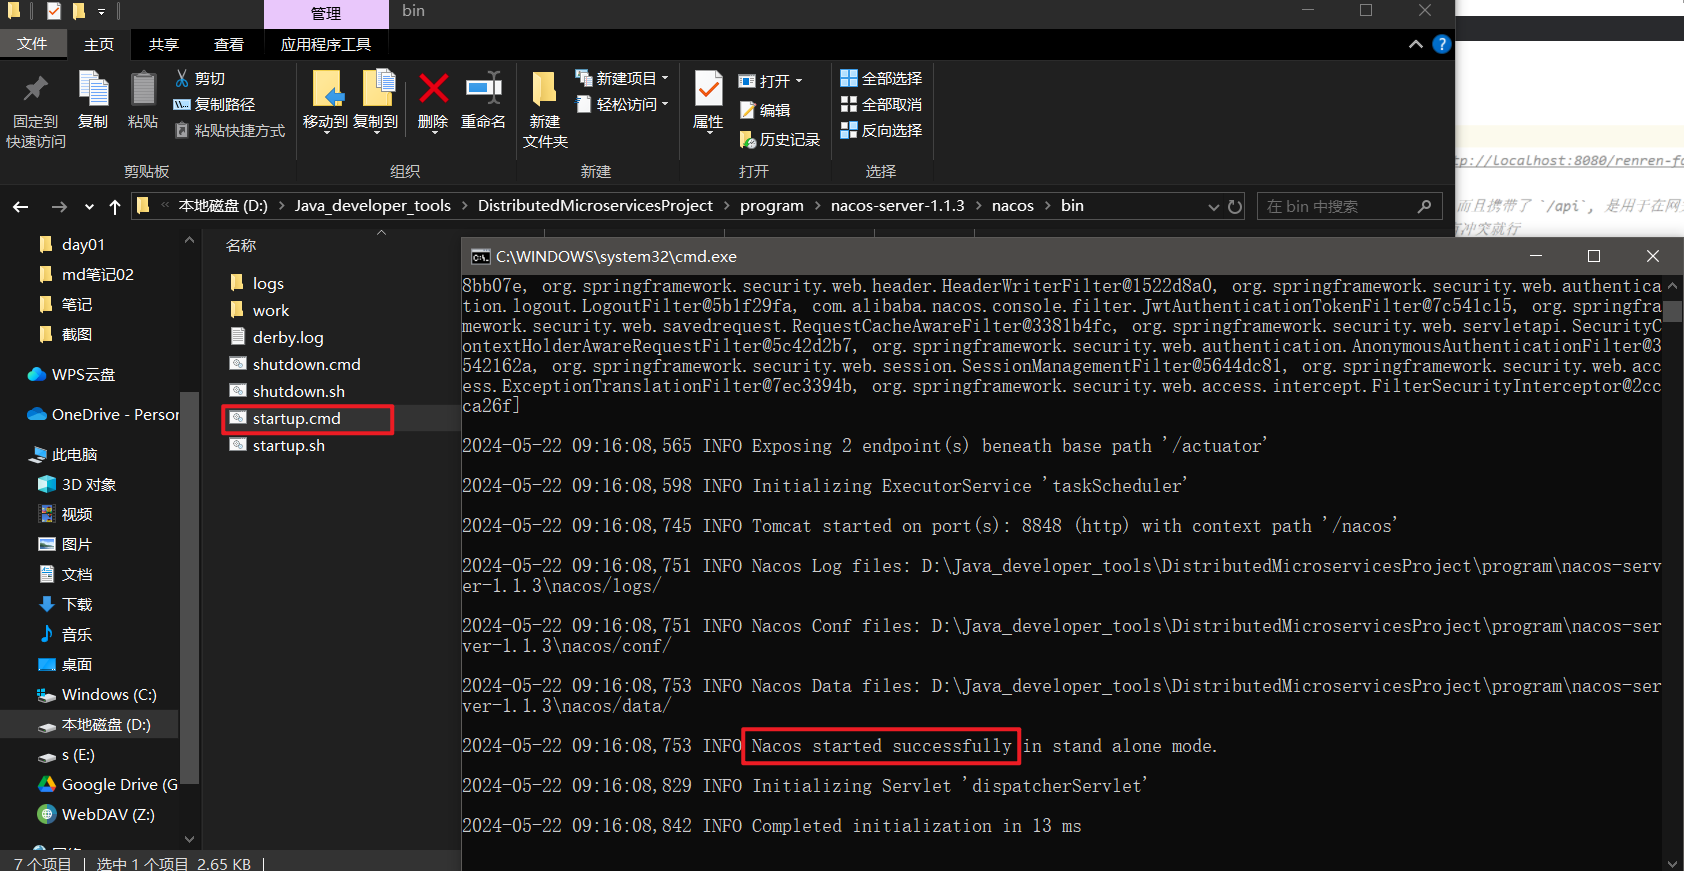 管理
bin
文件
主页
共享
查看
应用程序工具
固定到
快速访问
复制
粘贴
剪切
复制路径
粘贴快捷方式
剪贴板
移动到
复制到
删除
重命名
组织
新建
文件夹
新建项目
轻松访问
新建
属性
打开
编辑
历史记录
打开
全部选择
全部取消
反向选择
选择
tp://localhost:8080/renren-fa
本地磁盘 (D:) > Java_developer_tools > DistributedMicroservicesProject > program > nacos-server-1.1.3 > nacos > bin
在 bin 中搜索
而且携带了 `/api`, 是用于在网
冲突就行
day01
md笔记02
笔记
截图
WPS云盘
OneDrive - Person
此电脑
3D 对象
视频
图片
文档
下载
音乐
桌面
Windows (C:)
本地磁盘 (D:)
s (E:)
Google Drive (G
WebDAV (Z:)
名称
logs
work
derby.log
shutdown.cmd
shutdown.sh
startup.cmd
startup.sh
7 个项目
选中 1 个项目 2.65 KB
C:\WINDOWS\system32\cmd.exe
8bb07e, org.springframework.security.web.header.HeaderWriterFilter@1522d8a0, org.springframework.security.web.authentica
tion.logout.LogoutFilter@5b1f29fa, com.alibaba.nacos.console.filter.JwtAuthenticationTokenFilter@7c541c15, org.springfra
mework.security.web.savedrequest.RequestCacheAwareFilter@3381b4fc, org.springframework.security.web.servletapi.SecurityC
ontextHolderAwareRequestFilter@5c42d2b7, org.springframework.security.web.authentication.AnonymousAuthenticationFilter@3
542162a, org.springframework.security.web.session.SessionManagementFilter@5644dc81, org.springframework.security.web.acc
ess.ExceptionTranslationFilter@7ec3394b, org.springframework.security.web.access.intercept.FilterSecurityInterceptor@2cc
ca26f]
2024-05-22 09:16:08,565 INFO Exposing 2 endpoint(s) beneath base path '/actuator'
2024-05-22 09:16:08,598 INFO Initializing ExecutorService 'taskScheduler'
2024-05-22 09:16:08,745 INFO Tomcat started on port(s): 8848 (http) with context path '/nacos'
2024-05-22 09:16:08,751 INFO Nacos Log files: D:\Java_developer_tools\DistributedMicroservicesProject\program\nacos-serv
er-1.1.3\nacos/logs/
2024-05-22 09:16:08,751 INFO Nacos Conf files: D:\Java_developer_tools\DistributedMicroservicesProject\program\nacos-ser
ver-1.1.3\nacos/conf/
2024-05-22 09:16:08,753 INFO Nacos Data files: D:\Java_developer_tools\DistributedMicroservicesProject\program\nacos-ser
ver-1.1.3\nacos/data/
2024-05-22 09:16:08,753 INFO Nacos started successfully in stand alone mode.
2024-05-22 09:16:08,829 INFO Initializing Servlet 'dispatcherServlet'
2024-05-22 09:16:08,842 INFO Completed initialization in 13 ms